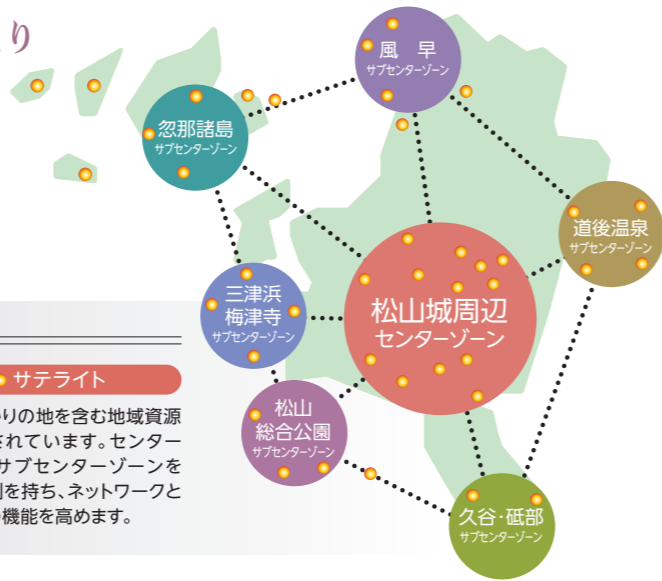 り
風 早
サブセンターゾーン
忽那諸島
サブセンターゾーン
道後温泉
サブセンターゾーン
三津浜
梅津寺
サブセンターゾーン
松山城周辺
センターゾーン
サテライト
りの地を含む地域資源
されています。センター
サブセンターゾーンを
を持ち、ネットワークと
機能を高めます。
松山
総合公園
サブセンターゾーン
久谷・砥部
サブセンターゾーン